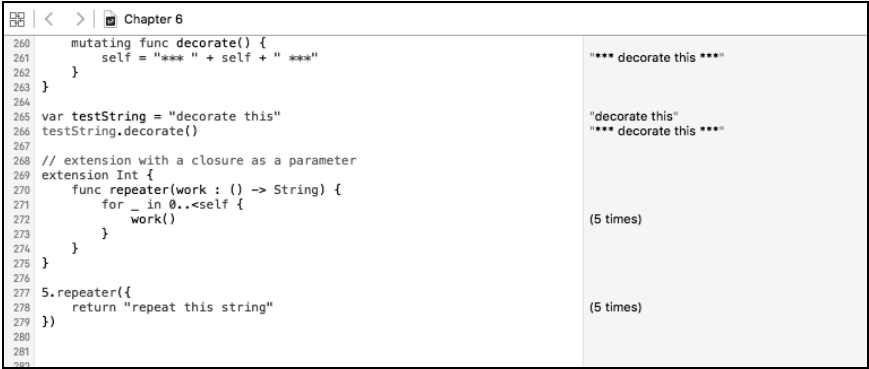 Chapter 6
260 mutating func decorate() { 
261 self = "*** " + self + " ***" "*** decorate this ***"
262 }
263 }
264
265 var testString = "decorate this" "decorate this"
266 testString.decorate() "*** decorate this ***"
267
268 // extension with a closure as a parameter
269 extension Int {
270 func repeater(work : () -> String) {
271 for _ in 0..<self {
272 work() (5 times)
273 }
274 }
275 }
276
277 5.repeater({
278 return "repeat this string" (5 times)
279 })
280
281
282